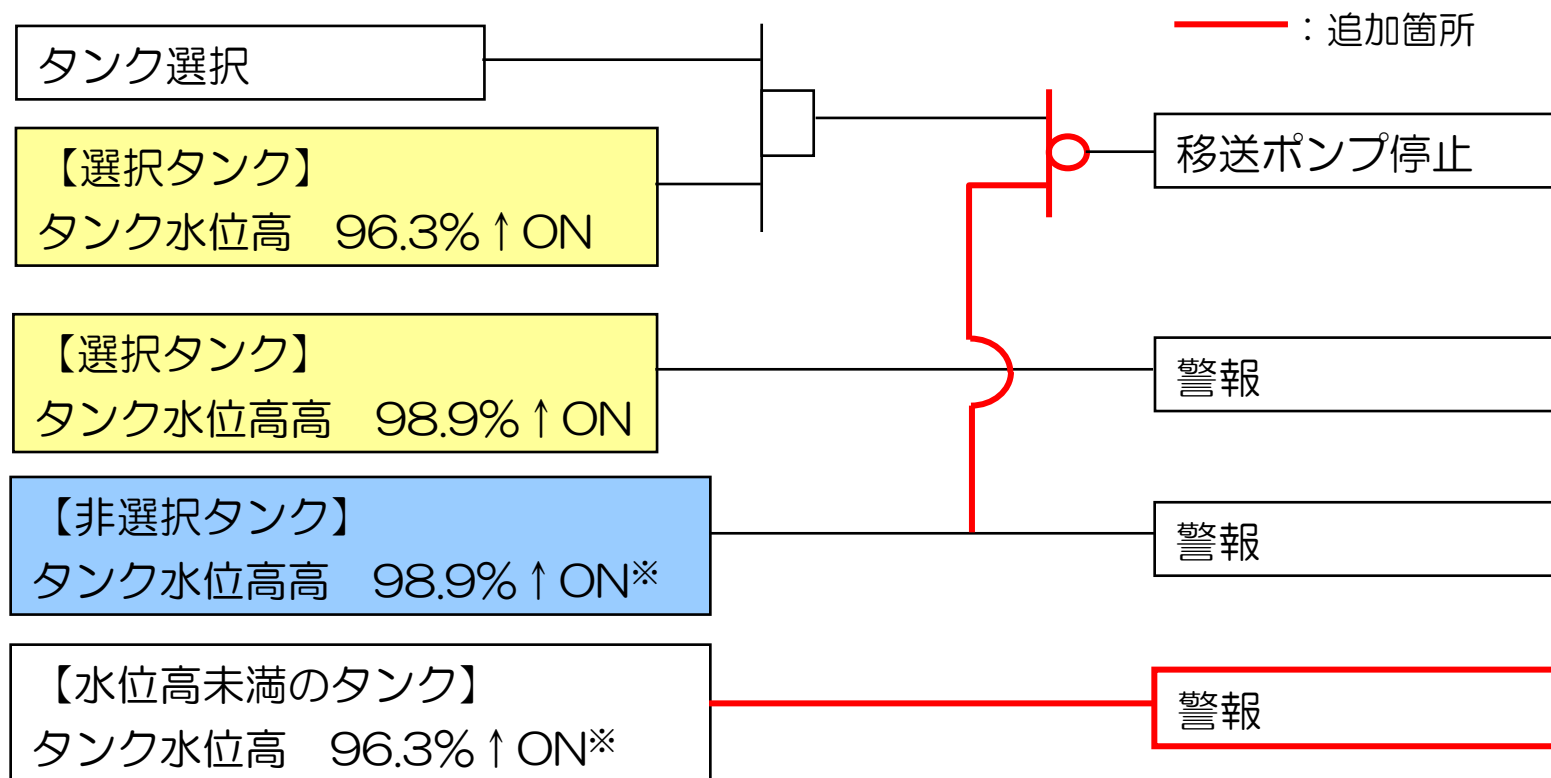 ：追加箇所
タンク選択
【選択タンク】
タンク水位高　96.3%↑ON
移送ポンプ停止
【選択タンク】
タンク水位高高　98.9%↑ON
警報
【非選択タンク】
タンク水位高高　98.9%↑ON※
警報
【水位高未満のタンク】
タンク水位高　96.3%↑ON※
警報